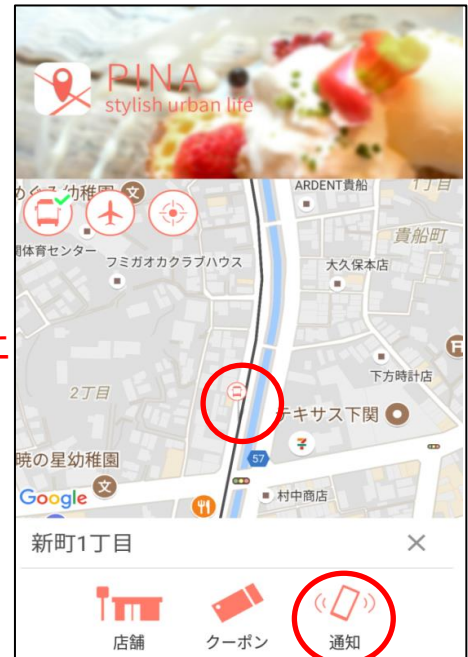 PINA
stylish urban life
めぐみ幼稚園
文
ARDENT貴船
1丁目
関体育センター
フミガオカクラブハウス
貴船町
大久保本店
下方時計店
2丁目
テキサス下関
7
57
暁の星幼稚園
文
Google
村中商店
新町1丁目
×
店舗
クーポン
通知